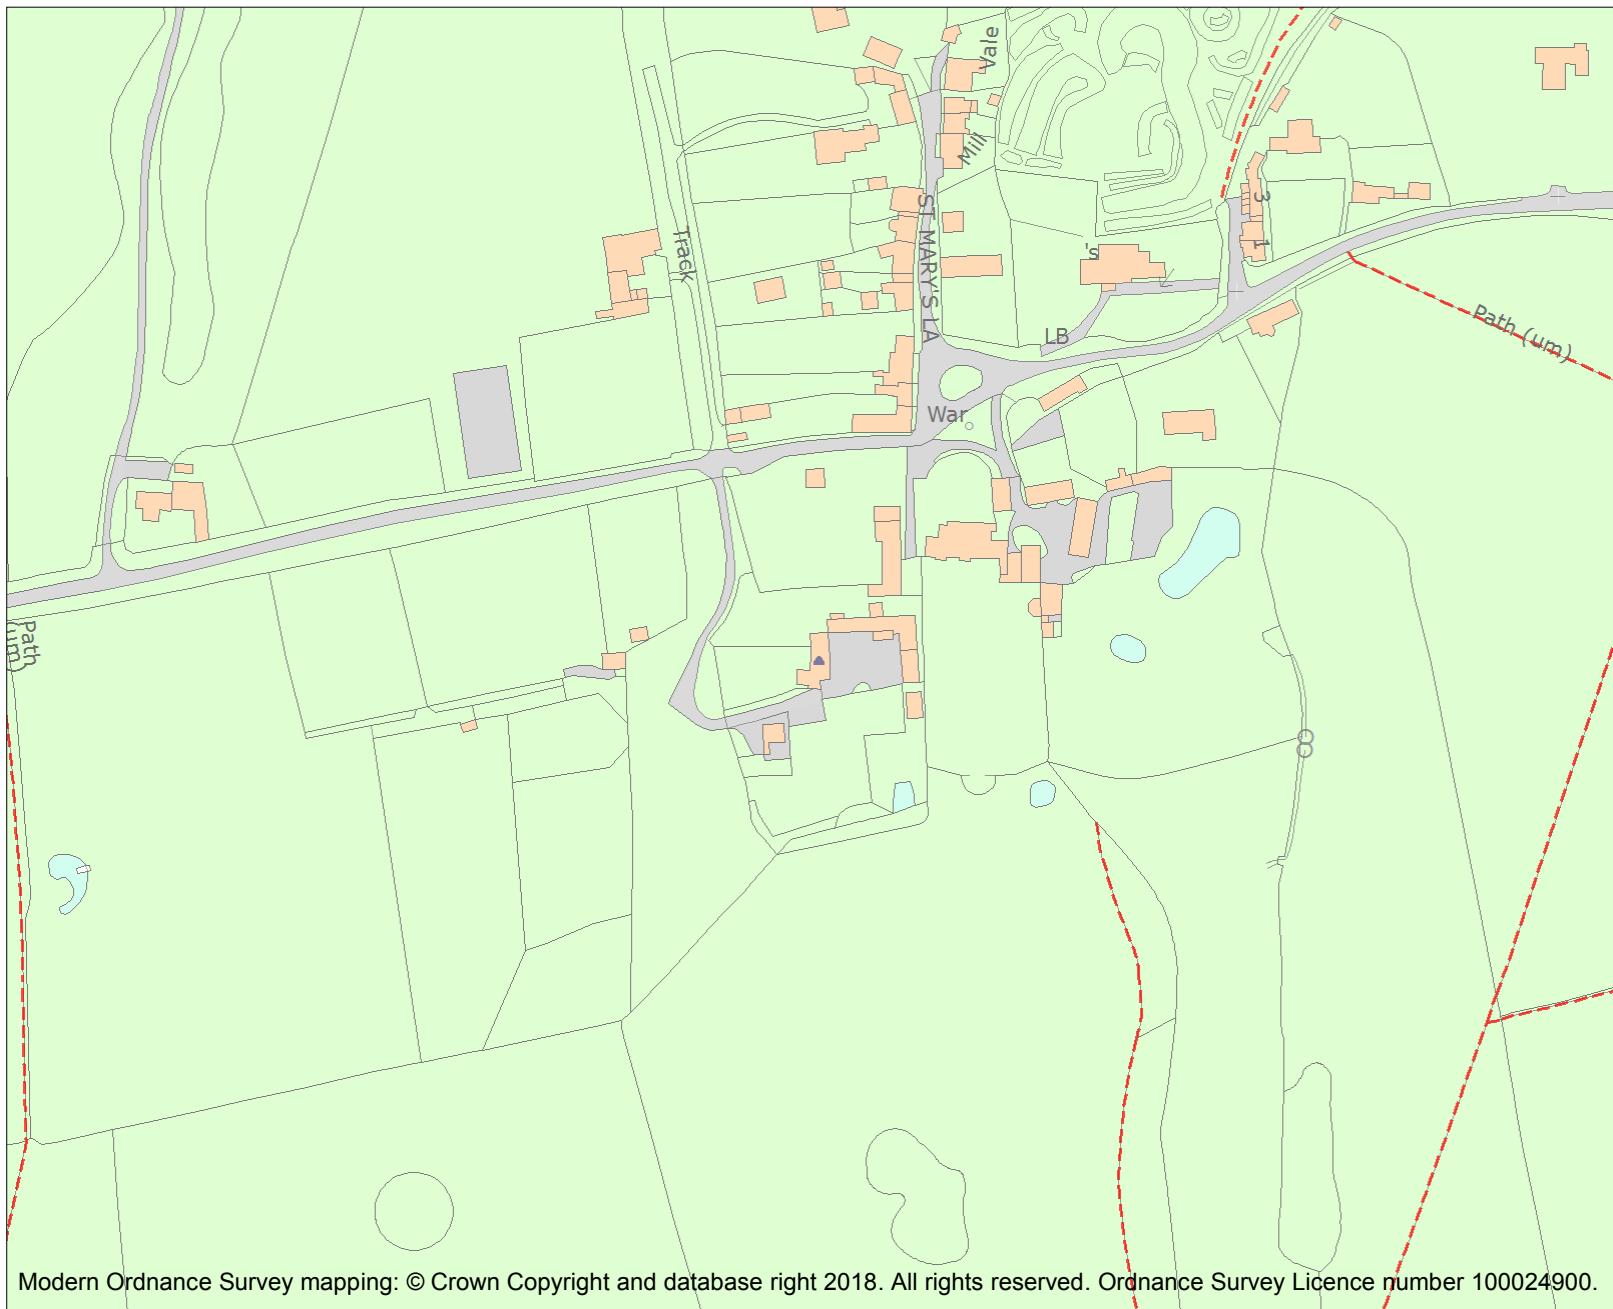 Vale
Mill
3
1
ST MARY'S LA
Track
's
LB
War
Path (um)
Path
(um)
Modern Ordnance Survey mapping: © Crown Copyright and database right 2018. All rights reserved. Ordnance Survey Licence number 100024900.